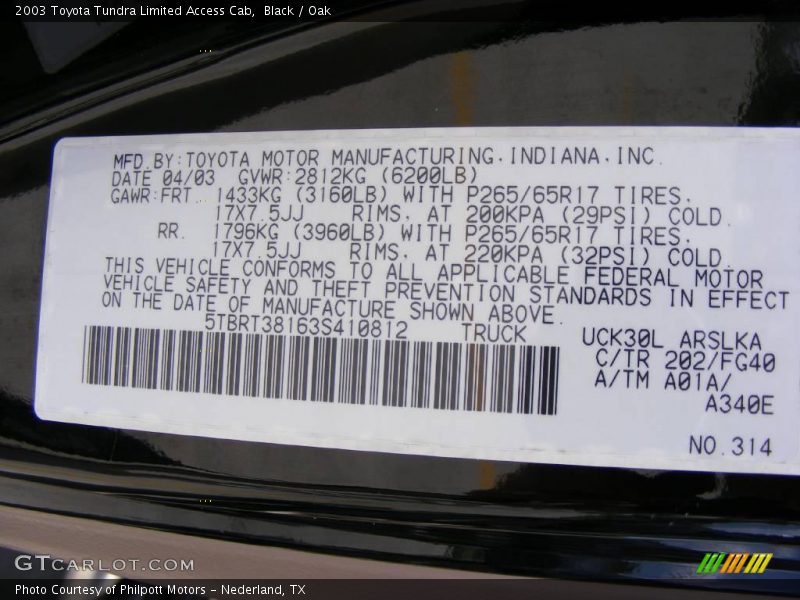 2003 Toyota Tundra Limited Access Cab, Black / Oak
MFD.BY:TOYOTA MOTOR MANUFACTURING.INDIANA.INC.
DATE 04/03 GVWR:2812KG (6200LB)
GAWR:FRT. 1433KG (3160LB) WITH P265/65R17 TIRES.
17X7.5JJ RIMS. AT 200KPA (29PSI) COLD.
RR. 1796KG (3960LB) WITH P265/65R17 TIRES.
17X7.5JJ RIMS. AT 220KPA (32PSI) COLD.
THIS VEHICLE CONFORMS TO ALL APPLICABLE FEDERAL MOTOR
VEHICLE SAFETY AND THEFT PREVENTION STANDARDS IN EFFECT
ON THE DATE OF MANUFACTURE SHOWN ABOVE.
5TBRT38163S410812 TRUCK
UCK30L ARSLKA
C/TR 202/FG40
A/TM A01A/
A340E
NO.314
GTCARLOT.COM
Photo Courtesy of Philpott Motors - Nederland, TX